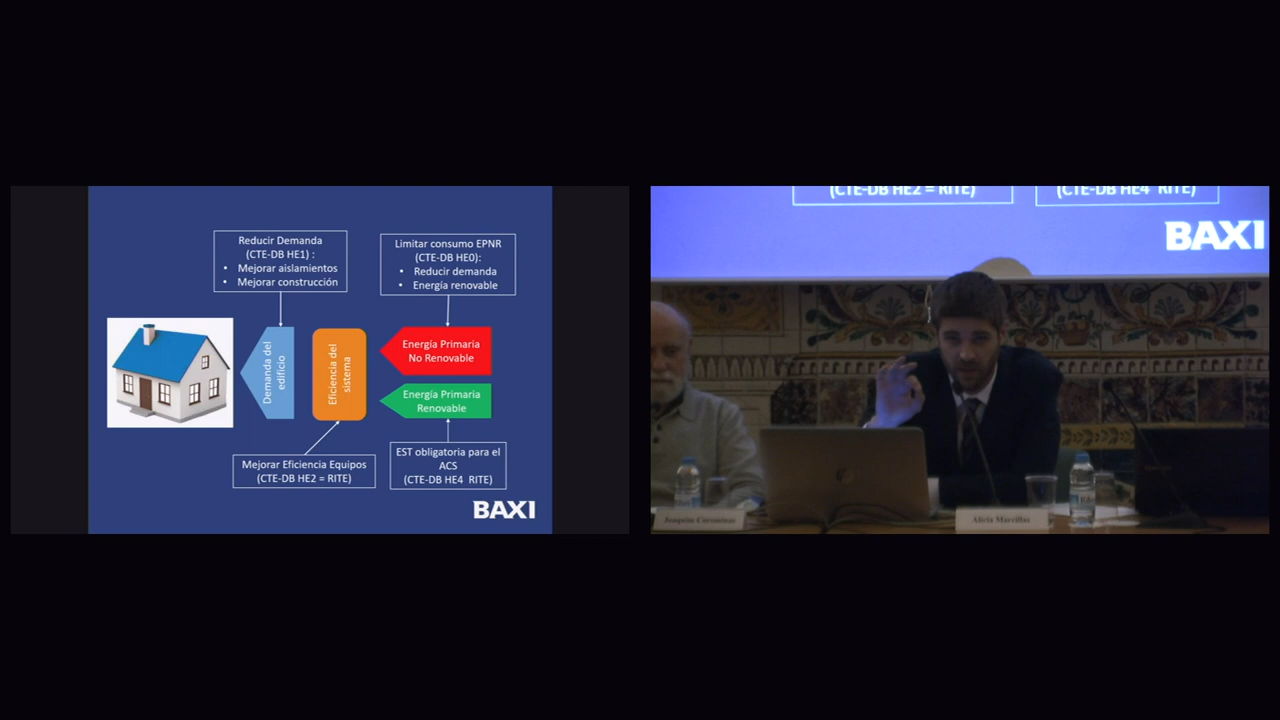 Reducir Demanda
(CTE-DB HE1) :
• Mejorar aislamientos
• Mejorar construcción
Limitar consumo EPNR
(CTE-DB HE0):
• Reducir demanda
• Energía renovable
Demanda del
edificio
Eficiencia del
sistema
Energía Primaria
No Renovable
Energía Primaria
Renovable
Mejorar Eficiencia Equipos
(CTE-DB HE2 = RITE)
EST obligatoria para el
ACS
(CTE-DB HE4 RITE)
BAXI
(CTE-DB HE2 = RITE)
(CTE-DB HE4 RITE)
BAXI
Joaquim Corominas
Alicia Marcillas